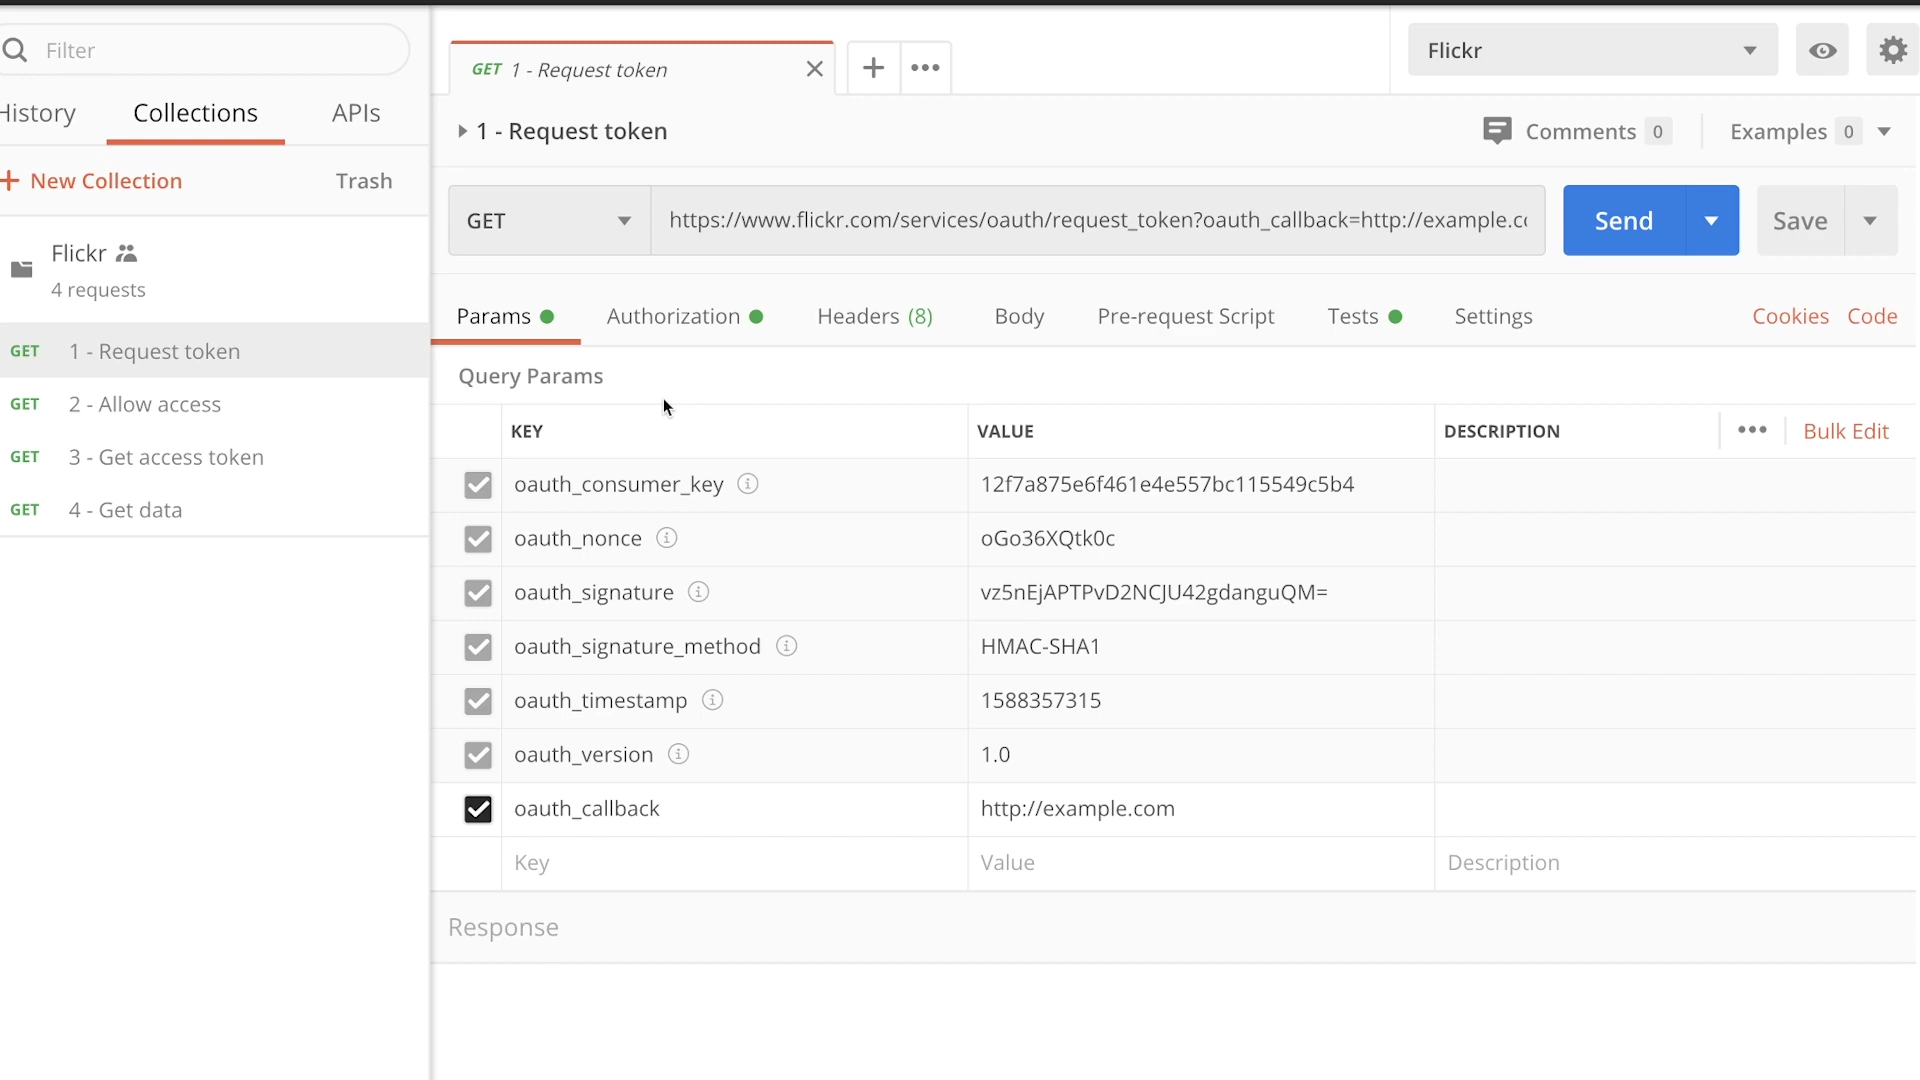 Filter
History
Collections
APIs
New Collection
Trash
Flickr
4 requests
GET 1 - Request token
GET 2 - Allow access
GET 3 - Get access token
GET 4 - Get data
GET 1 - Request token
Flickr
1 - Request token
Comments 0
Examples 0
GET
https://www.flickr.com/services/oauth/request_token?oauth_callback=http://example.co
Send
Save
Params
Authorization
Headers (8)
Body
Pre-request Script
Tests
Settings
Cookies
Code
Query Params
KEY VALUE DESCRIPTION
Bulk Edit
oauth_consumer_key 12f7a875e6f461e4e557bc115549c5b4
oauth_nonce oGo36XQtk0c
oauth_signature vz5nEjAPTPvD2NCJU42gdanguQM=
oauth_signature_method HMAC-SHA1
oauth_timestamp 1588357315
oauth_version 1.0
oauth_callback http://example.com
Key Value Description
Response